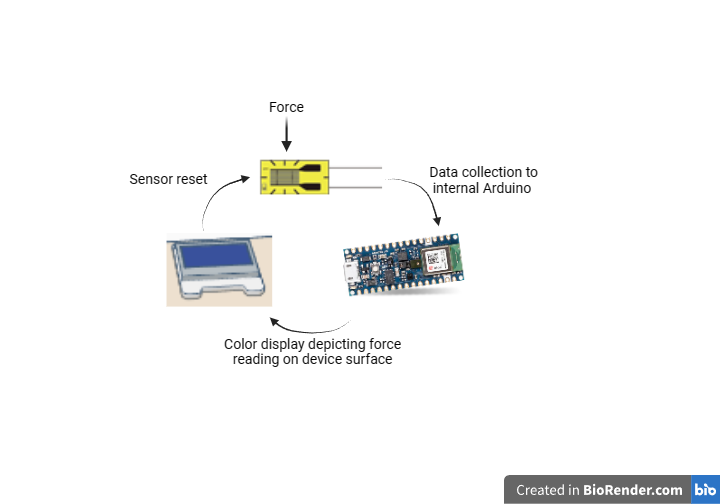 Force
Sensor reset
Data collection to
internal Arduino
Color display depicting force
reading on device surface
Created in BioRender.com bio